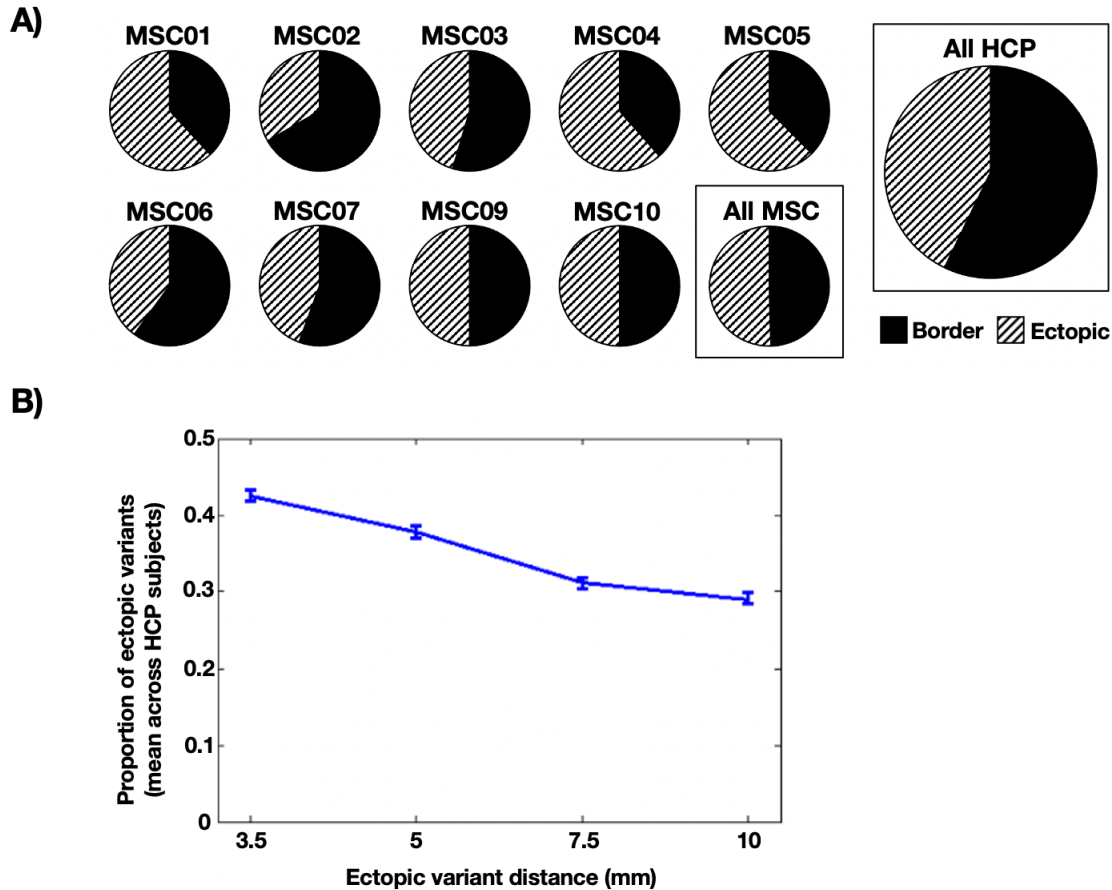 A)
MSC01 MSC02 MSC03 MSC04 MSC05
All HCP
MSC06 MSC07 MSC09 MSC10 All MSC
Border Ectopic
B)
Proportion of ectopic variants
(mean across HCP subjects)
0.5
0.4
0.3
0.2
0.1
0
3.5 5 7.5 10
Ectopic variant distance (mm)